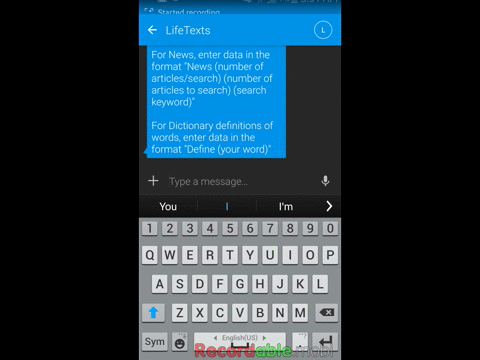 Started recording
LifeTexts
L
For News, enter data in the
format "News (number of
articles/search) (number of
articles to search) (search
keyword)"
For Dictionary definitions of
words, enter data in the
format "Define (your word)"
Type a message...
You I I'm
1 2 3 4 5 6 7 8 9 0
Q W E R T Y U I O P
A S D F G H J K L
Z X C V B N M
Sym English(US) .
Recordable.mobi